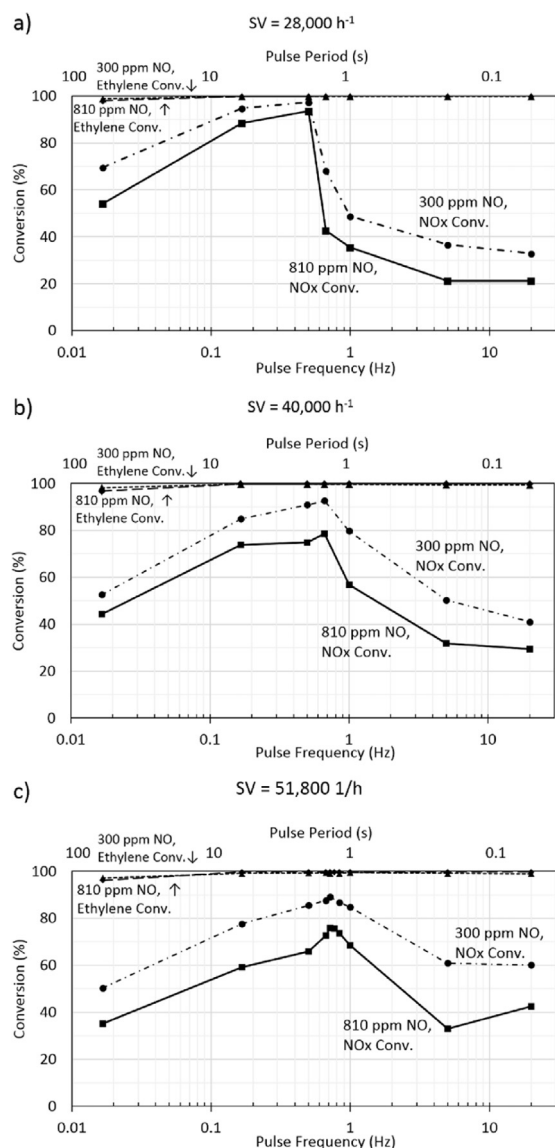 a)
SV = 28,000 h⁻¹
Pulse Period (s)
100 10 1 0.1
300 ppm NO,
Ethylene Conv.↓
810 ppm NO, ↑
Ethylene Conv.
300 ppm NO,
NOx Conv.
810 ppm NO,
NOx Conv.
Conversion (%)
100
80
60
40
20
0
0.01 0.1 1 10
Pulse Frequency (Hz)
b)
SV = 40,000 h⁻¹
Pulse Period (s)
100 10 1 0.1
300 ppm NO,
Ethylene Conv.↓
810 ppm NO, ↑
Ethylene Conv.
300 ppm NO,
NOx Conv.
810 ppm NO,
NOx Conv.
Conversion (%)
100
80
60
40
20
0
0.01 0.1 1 10
Pulse Frequency (Hz)
c)
SV = 51,800 1/h
Pulse Period (s)
100 10 1 0.1
300 ppm NO,
Ethylene Conv.↓
810 ppm NO, ↑
Ethylene Conv.
300 ppm NO,
NOx Conv.
810 ppm NO,
NOx Conv.
Conversion (%)
100
80
60
40
20
0
0.01 0.1 1 10
Pulse Frequency (Hz)